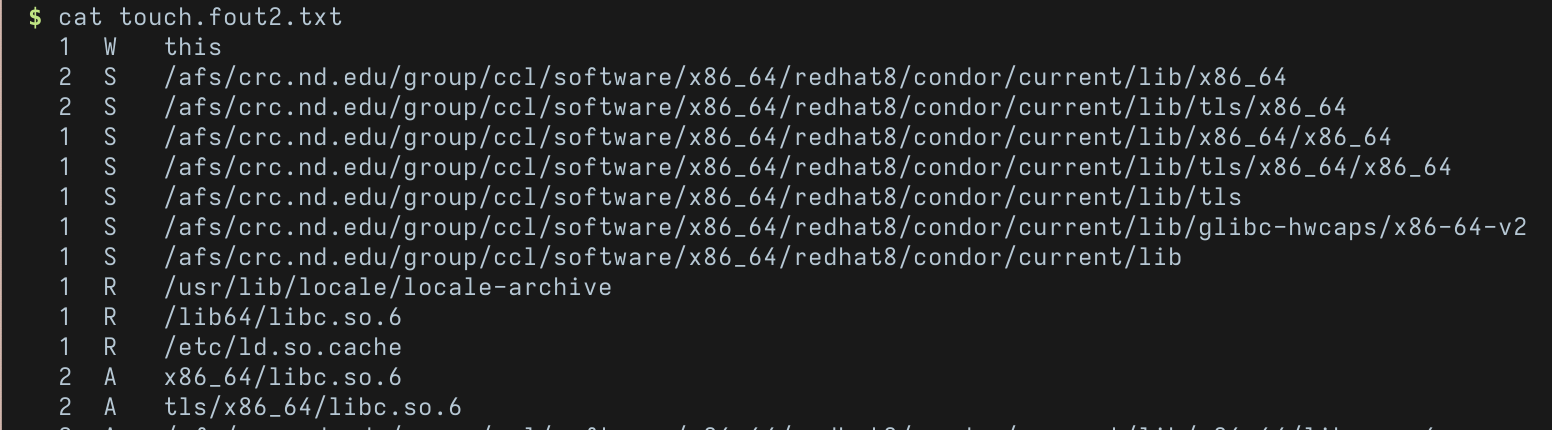 $ cat touch.fout2.txt
1 W this
2 S /afs/crc.nd.edu/group/ccl/software/x86_64/redhat8/condor/current/lib/x86_64
2 S /afs/crc.nd.edu/group/ccl/software/x86_64/redhat8/condor/current/lib/tls/x86_64
1 S /afs/crc.nd.edu/group/ccl/software/x86_64/redhat8/condor/current/lib/x86_64/x86_64
1 S /afs/crc.nd.edu/group/ccl/software/x86_64/redhat8/condor/current/lib/tls/x86_64/x86_64
1 S /afs/crc.nd.edu/group/ccl/software/x86_64/redhat8/condor/current/lib/tls
1 S /afs/crc.nd.edu/group/ccl/software/x86_64/redhat8/condor/current/lib/glibc-hwcaps/x86-64-v2
1 S /afs/crc.nd.edu/group/ccl/software/x86_64/redhat8/condor/current/lib
1 R /usr/lib/locale/locale-archive
1 R /lib64/libc.so.6
1 R /etc/ld.so.cache
2 A x86_64/libc.so.6
2 A tls/x86_64/libc.so.6